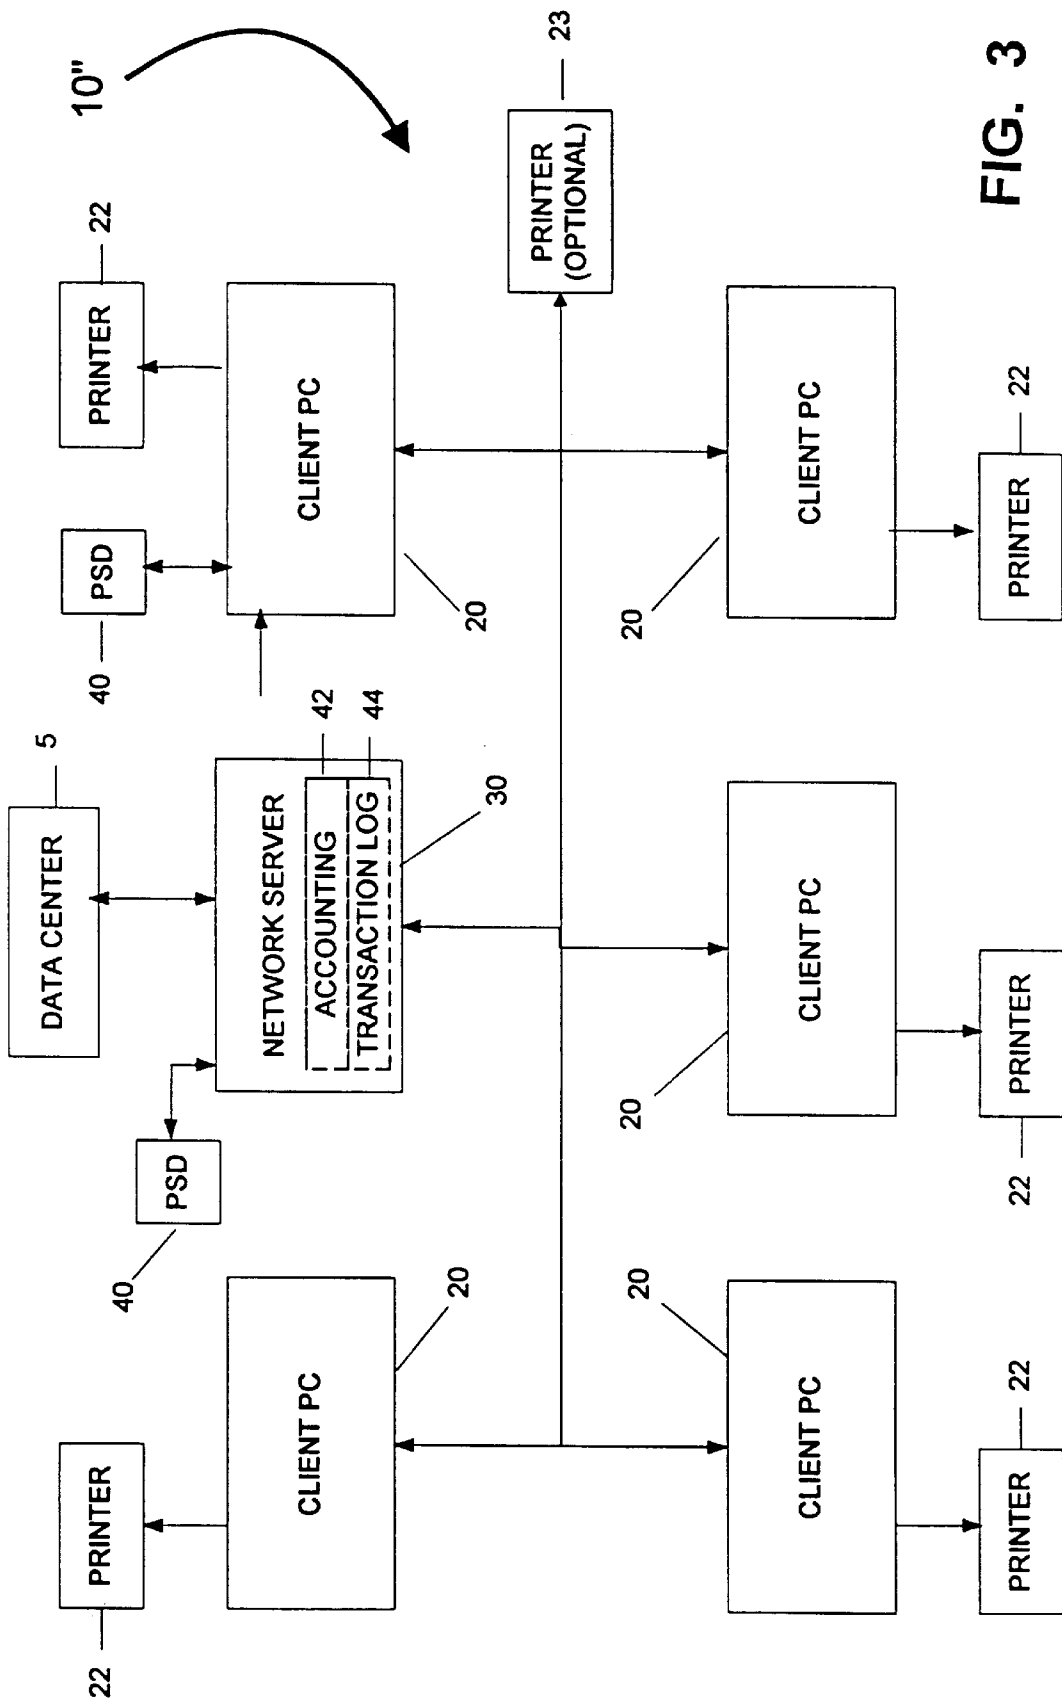 10"
DATA CENTER
5
PRINTER
22
PSD
40
NETWORK SERVER
ACCOUNTING
42
TRANSACTION LOG
44
30
PSD
40
PRINTER
22
CLIENT PC
20
CLIENT PC
20
PRINTER
(OPTIONAL)
23
CLIENT PC
20
CLIENT PC
20
CLIENT PC
20
PRINTER
22
PRINTER
22
PRINTER
22
FIG. 3